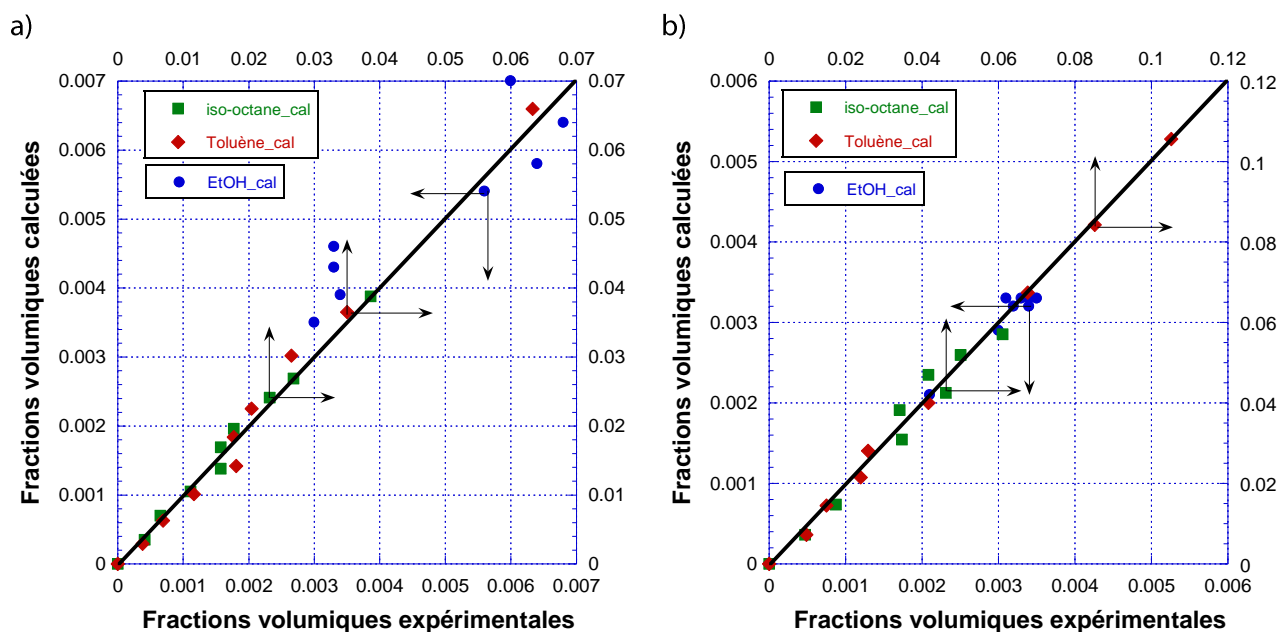 a)
0 0.01 0.02 0.03 0.04 0.05 0.06 0.07
0.007 0.07
0.006 0.06
0.005 0.05
0.004 0.04
0.003 0.03
0.002 0.02
0.001 0.01
0 0
iso-octane_cal
Toluène_cal
EtOH_cal
Fractions volumiques calculées
0 0.001 0.002 0.003 0.004 0.005 0.006 0.007
Fractions volumiques expérimentales
b)
0 0.02 0.04 0.06 0.08 0.1 0.12
0.006 0.12
0.005 0.1
0.004 0.08
0.003 0.06
0.002 0.04
0.001 0.02
0 0
iso-octane_cal
Toluène_cal
EtOH_cal
Fractions volumiques calculées
0 0.001 0.002 0.003 0.004 0.005 0.006
Fractions volumiques expérimentales